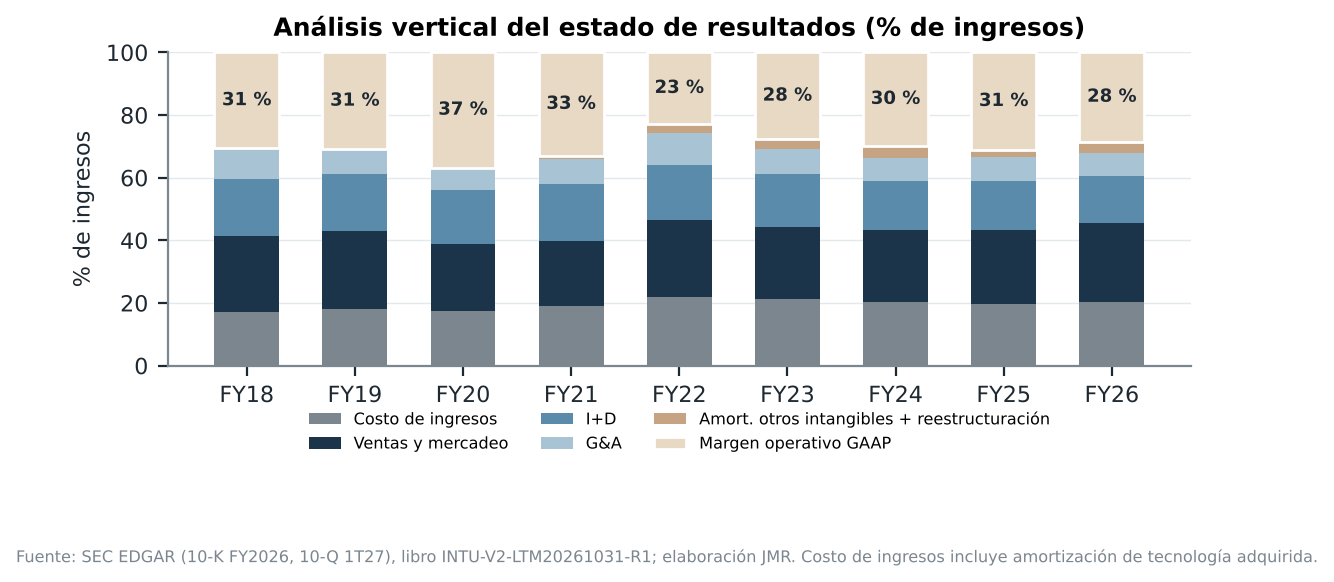 Análisis vertical del estado de resultados (% de ingresos)
% de ingresos
100
80
60
40
20
0
31 %
31 %
37 %
33 %
23 %
28 %
30 %
31 %
28 %
FY18 FY19 FY20 FY21 FY22 FY23 FY24 FY25 FY26
Costo de ingresos I+D Amort. otros intangibles + reestructuración
Ventas y mercadeo G&A Margen operativo GAAP
Fuente: SEC EDGAR (10-K FY2026, 10-Q 1T27), libro INTU-V2-LTM20261031-R1; elaboración JMR. Costo de ingresos incluye amortización de tecnología adquirida.